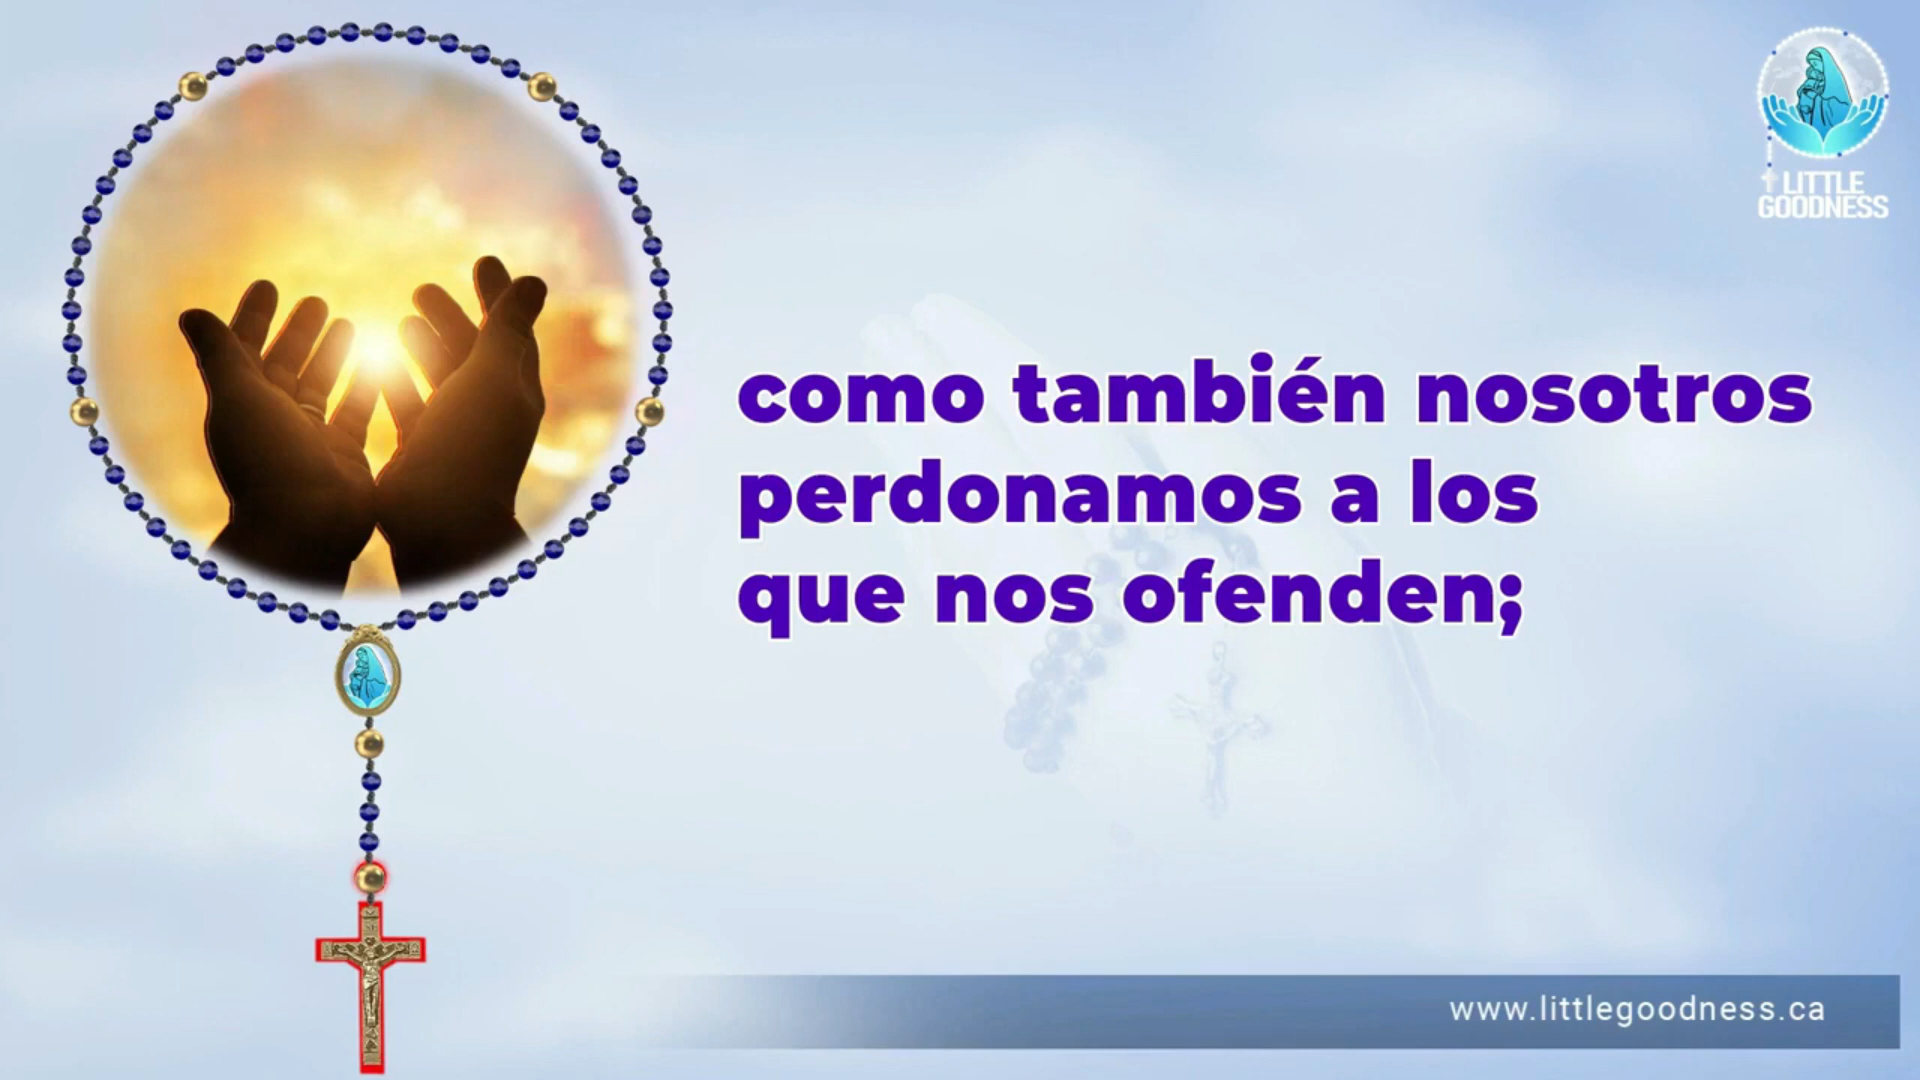 LITTLE
GOODNESS
como también nosotros
perdonamos a los
que nos ofenden;
www.littlegoodness.ca